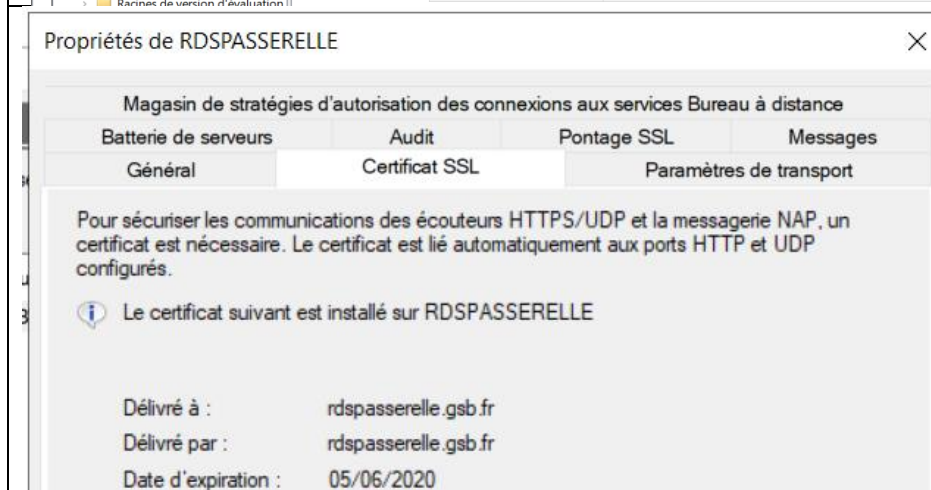 Racines de version d'évaluation
Propriétés de RDSPASSERELLE
Magasin de stratégies d'autorisation des connexions aux services Bureau à distance
Batterie de serveurs Audit Pontage SSL Messages
Général Certificat SSL Paramètres de transport
Pour sécuriser les communications des écouteurs HTTPS/UDP et la messagerie NAP, un
certificat est nécessaire. Le certificat est lié automatiquement aux ports HTTP et UDP
configurés.
Le certificat suivant est installé sur RDSPASSERELLE
Délivré à : rdspasserelle.gsb.fr
Délivré par : rdspasserelle.gsb.fr
Date d'expiration : 05/06/2020